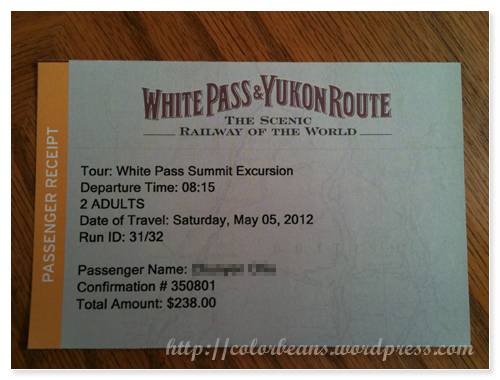 WHITE PASS & YUKON ROUTE
THE SCENIC
RAILWAY OF THE WORLD
PASSENGER RECEIPT
Tour: White Pass Summit Excursion
Departure Time: 08:15
2 ADULTS
Date of Travel: Saturday, May 05, 2012
Run ID: 31/32
Passenger Name:
Confirmation # 350801
Total Amount: $238.00
http://colorbeans.wordpress.com